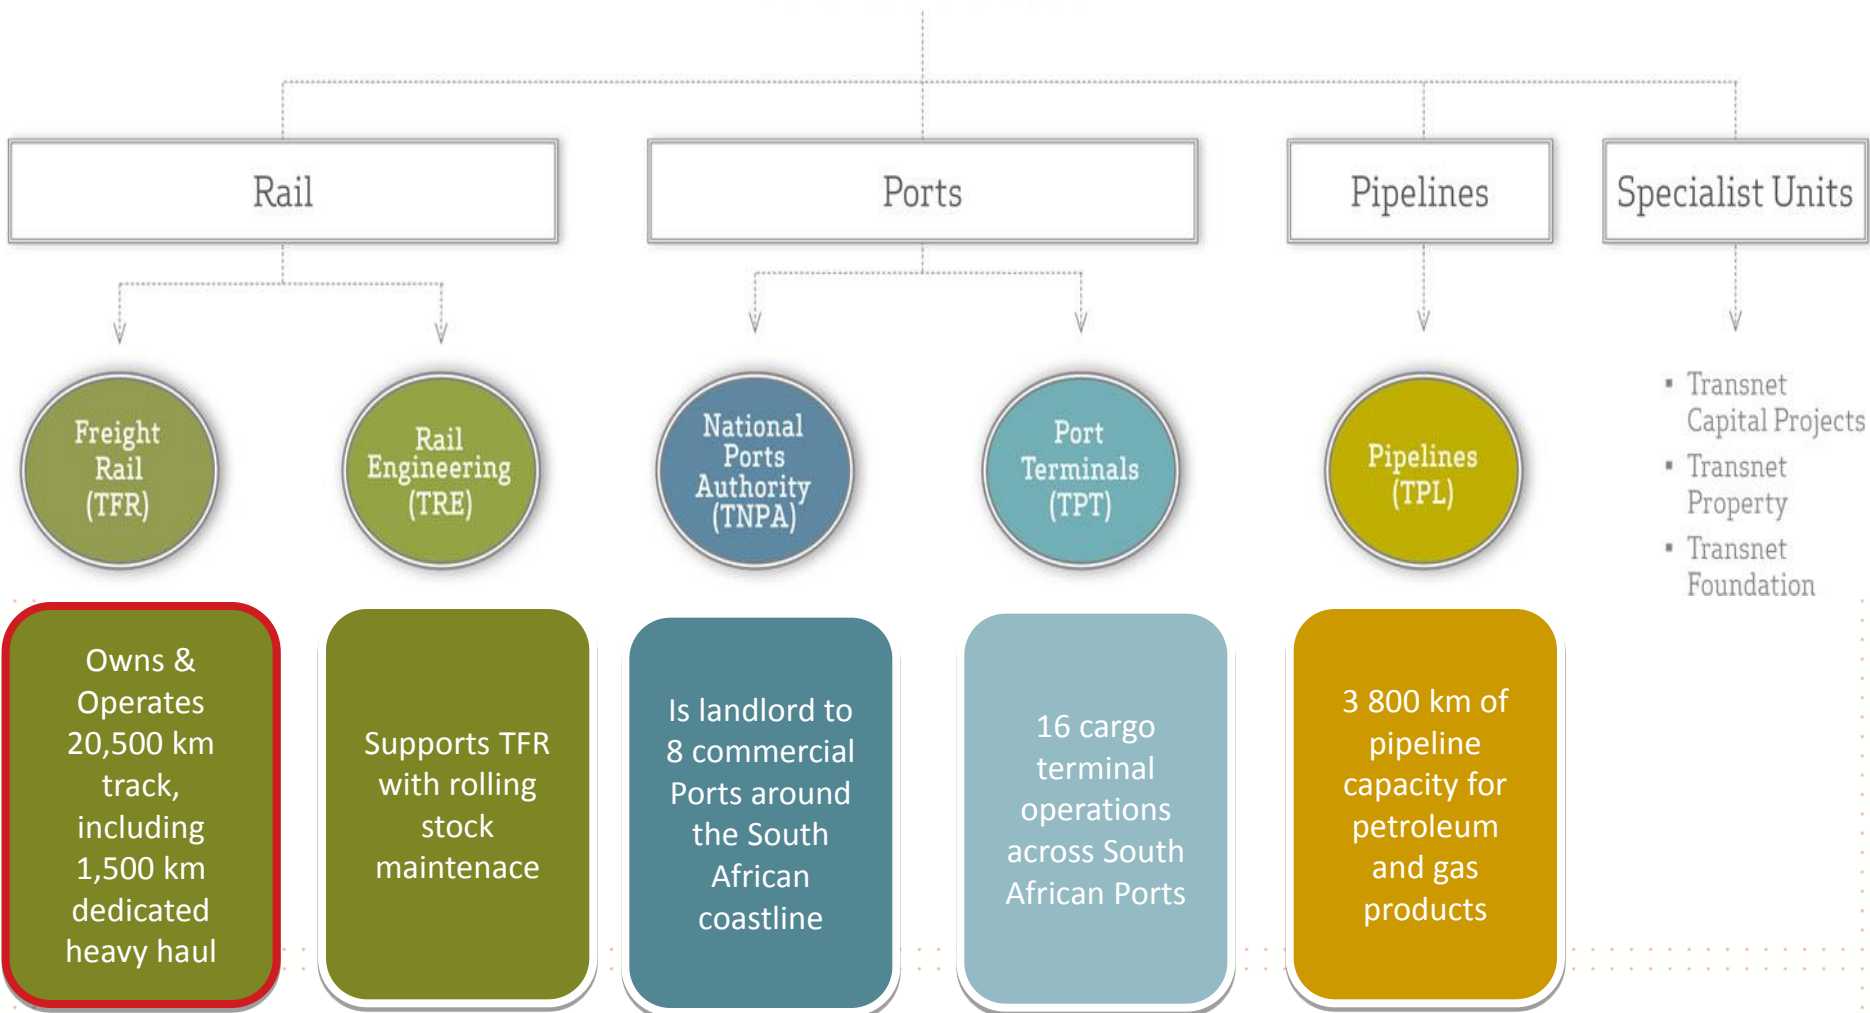 Rail
Ports
Pipelines
Specialist Units
Freight
Rail
(TFR)
Rail
Engineering
(TRE)
National
Ports
Authority
(TNPA)
Port
Terminals
(TPT)
Pipelines
(TPL)
▪ Transnet
Capital Projects
▪ Transnet
Property
▪ Transnet
Foundation
Owns &
Operates
20,500 km
track,
including
1,500 km
dedicated
heavy haul
Supports TFR
with rolling
stock
maintenace
Is landlord to
8 commercial
Ports around
the South
African
coastline
16 cargo
terminal
operations
across South
African Ports
3 800 km of
pipeline
capacity for
petroleum
and gas
products